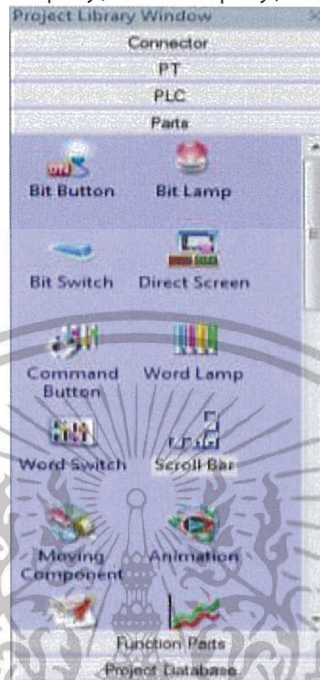 Project Library Window
Connector
PT
PLC
Parts
Bit Button Bit Lamp
Bit Switch Direct Screen
Command Button Word Lamp
Word Switch Scroll Bar
Moving Component Animation
Function Parts
Project Database